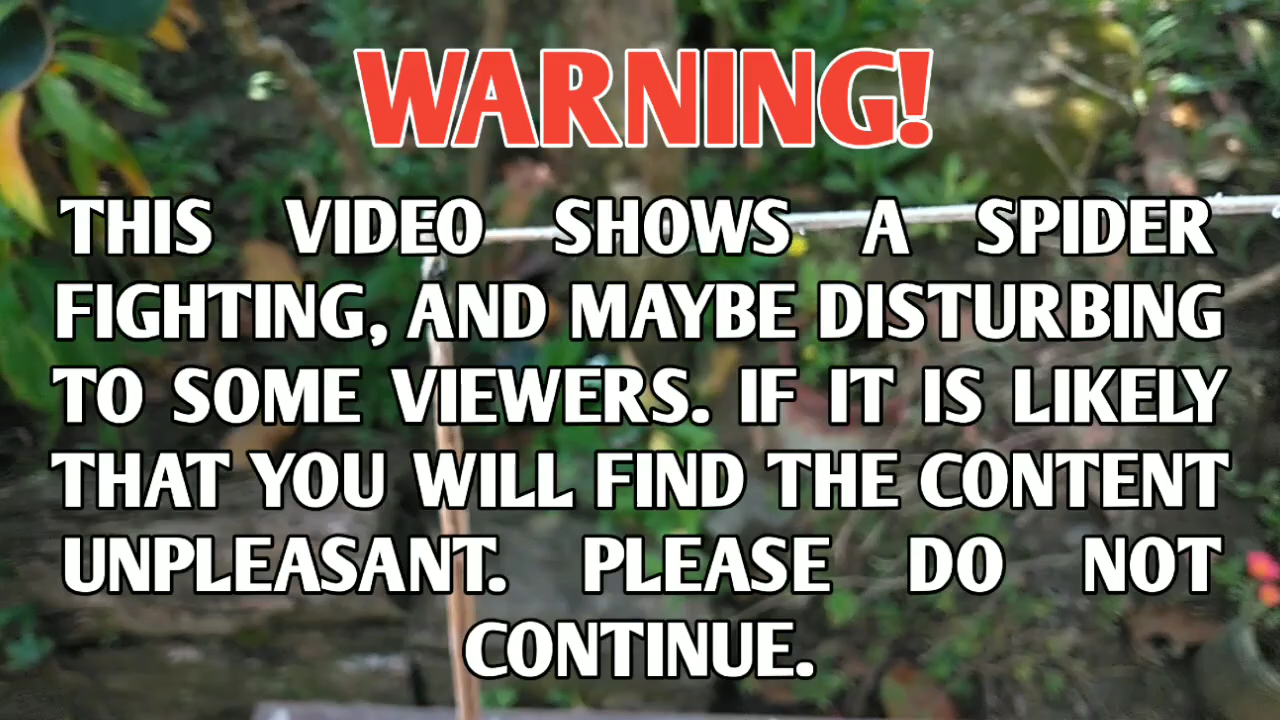 WARNING!
THIS VIDEO SHOWS A SPIDER
FIGHTING, AND MAYBE DISTURBING
TO SOME VIEWERS. IF IT IS LIKELY
THAT YOU WILL FIND THE CONTENT
UNPLEASANT. PLEASE DO NOT
CONTINUE.